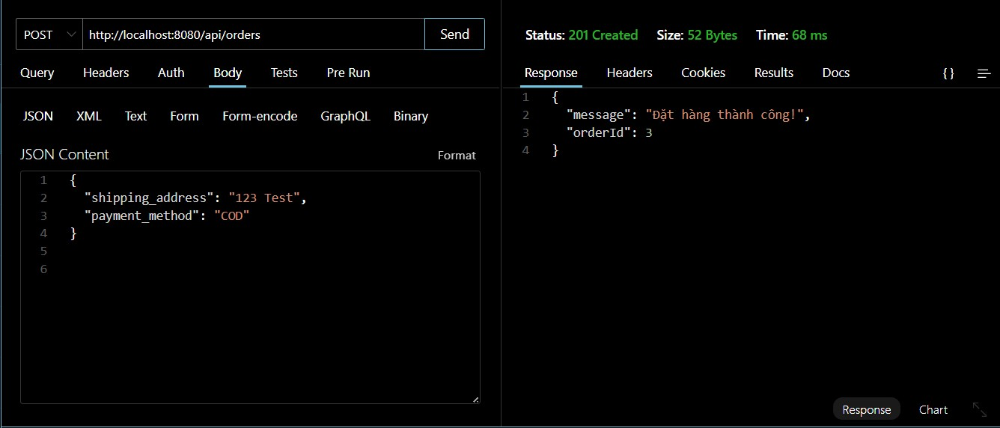 POST http://localhost:8080/api/orders Send
Query Headers Auth Body Tests Pre Run
JSON XML Text Form Form-encode GraphQL Binary
JSON Content Format
1 {
2 "shipping_address": "123 Test",
3 "payment_method": "COD"
4 }
5
6
Status: 201 Created Size: 52 Bytes Time: 68 ms
Response Headers Cookies Results Docs {}
1 {
2 "message": "Đặt hàng thành công!",
3 "orderId": 3
4 }
Response Chart